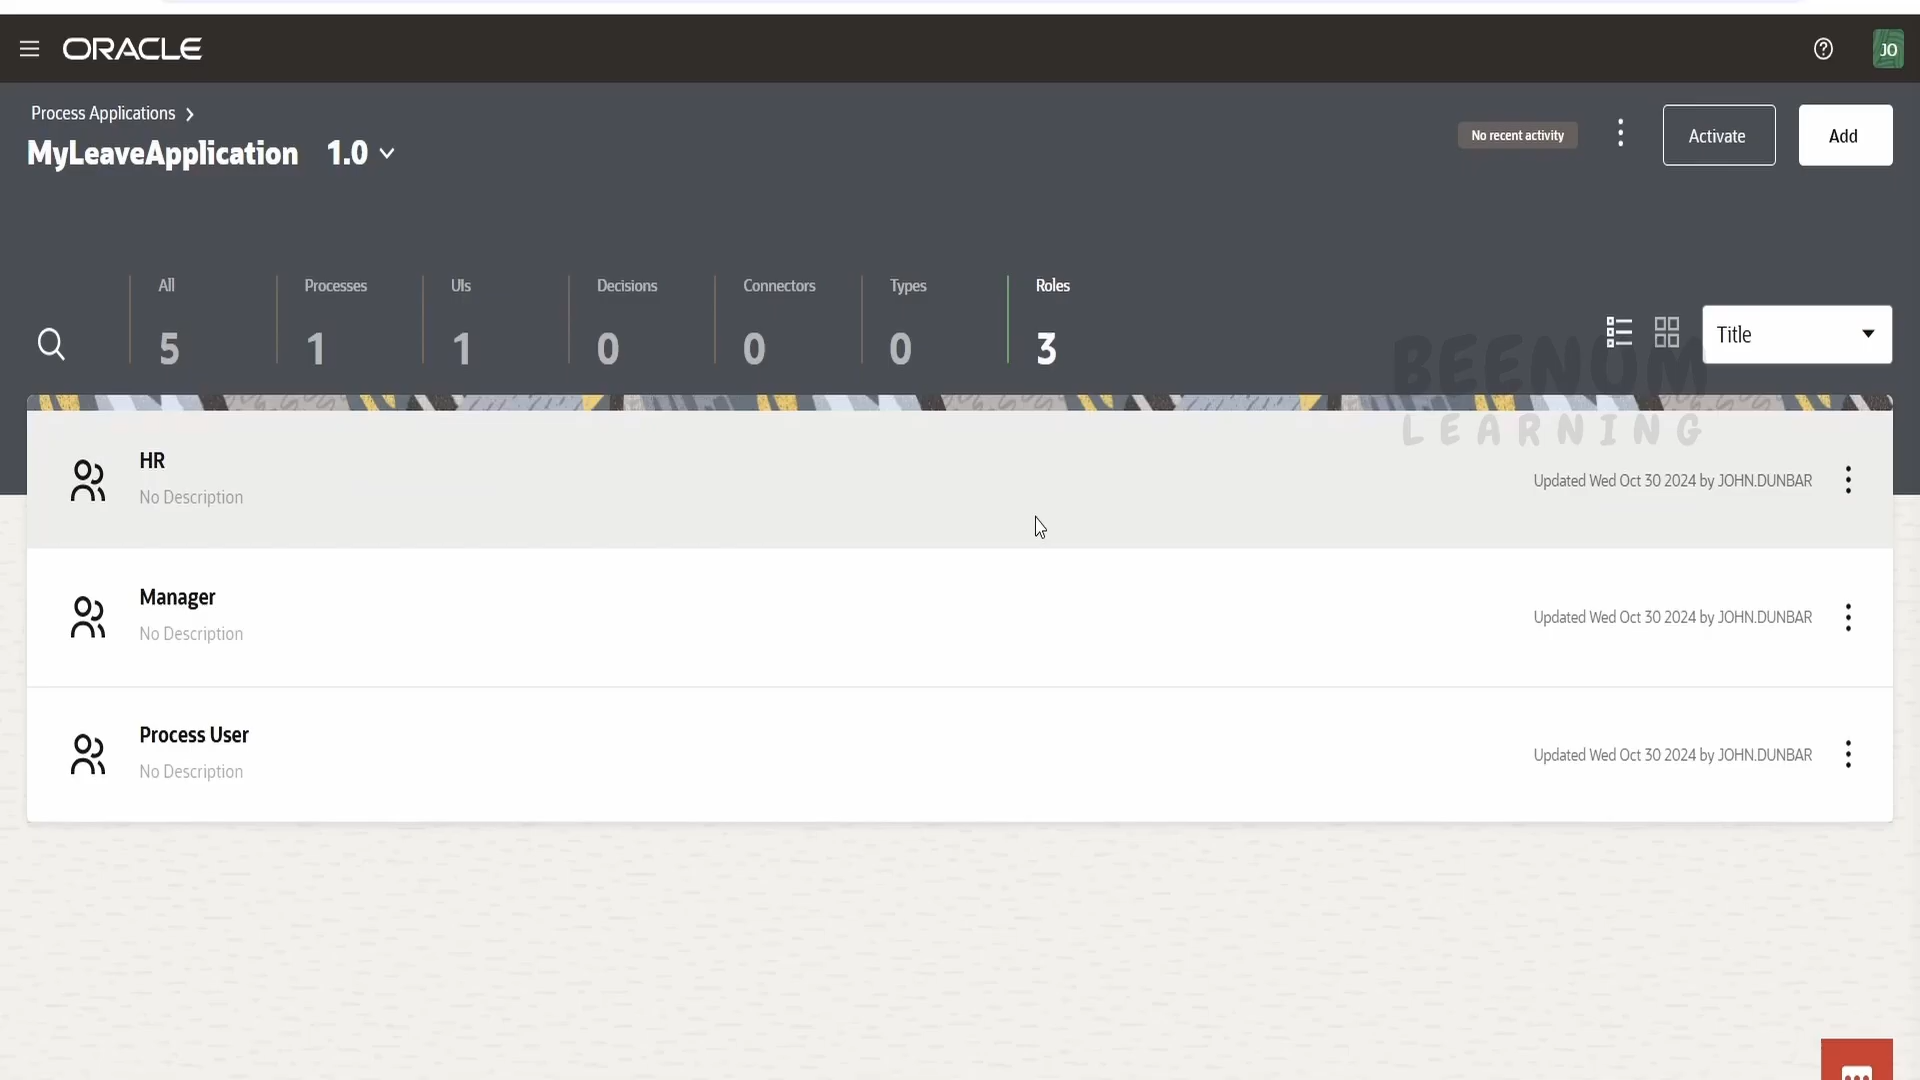 ORACLE
JO
Process Applications
MyLeaveApplication 1.0
No recent activity
Activate
Add
All
Processes
UIs
Decisions
Connectors
Types
Roles
5
1
1
0
0
0
3
Title
BEENUM
LEARNING
HR
No Description
Updated Wed Oct 30 2024 by JOHN.DUNBAR
Manager
No Description
Updated Wed Oct 30 2024 by JOHN.DUNBAR
Process User
No Description
Updated Wed Oct 30 2024 by JOHN.DUNBAR